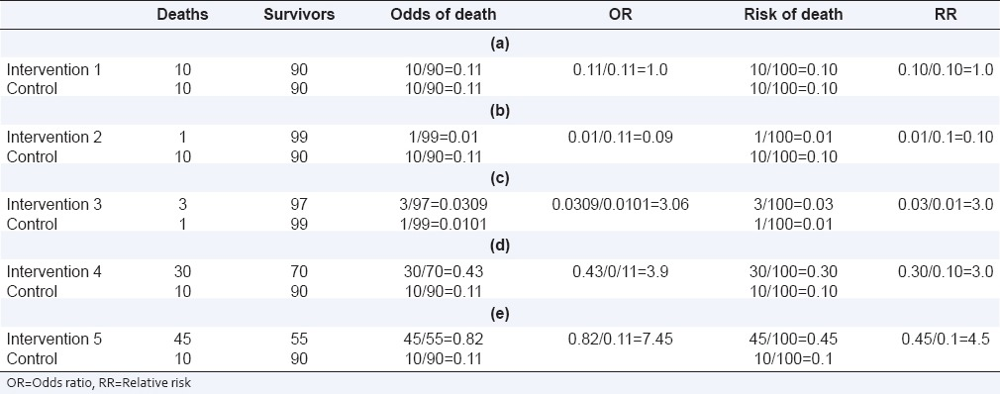 Deaths Survivors Odds of death OR Risk of death RR
(a)
Intervention 1 10 90 10/90=0.11 0.11/0.11=1.0 10/100=0.10 0.10/0.10=1.0
Control 10 90 10/90=0.11 10/100=0.10
(b)
Intervention 2 1 99 1/99=0.01 0.01/0.11=0.09 1/100=0.01 0.01/0.1=0.10
Control 10 90 10/90=0.11 10/100=0.10
(c)
Intervention 3 3 97 3/97=0.0309 0.0309/0.0101=3.06 3/100=0.03 0.03/0.01=3.0
Control 1 99 1/99=0.0101 1/100=0.01
(d)
Intervention 4 30 70 30/70=0.43 0.43/0/11=3.9 30/100=0.30 0.30/0.10=3.0
Control 10 90 10/90=0.11 10/100=0.10
(e)
Intervention 5 45 55 45/55=0.82 0.82/0.11=7.45 45/100=0.45 0.45/0.1=4.5
Control 10 90 10/90=0.11 10/100=0.1
OR=Odds ratio, RR=Relative risk